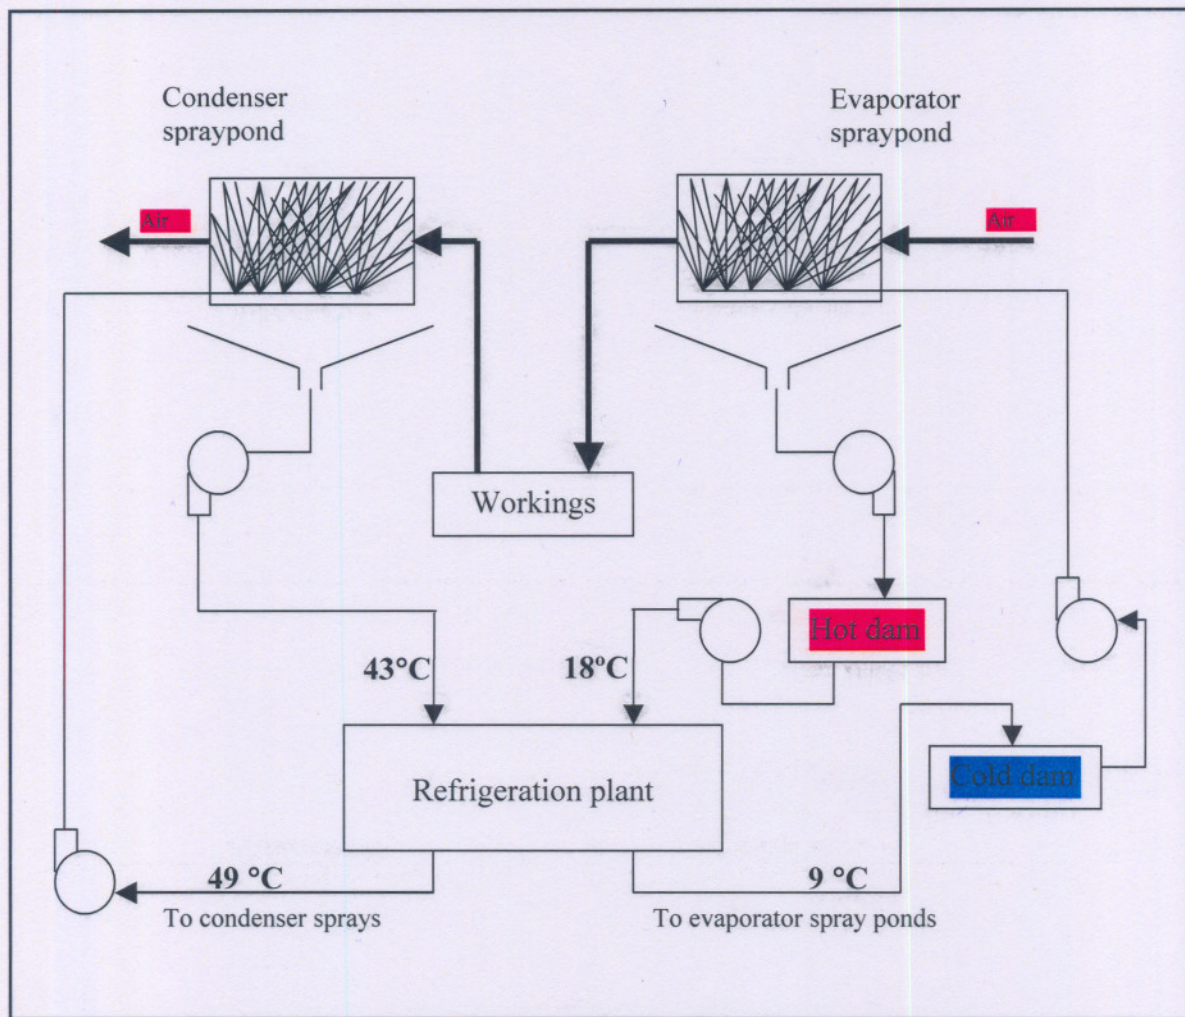 Condenser
spraypond
Evaporator
spraypond
Air
Air
Workings
Hot dam
43°C
18°C
Cold dam
Refrigeration plant
49 °C
9 °C
To condenser sprays
To evaporator spray ponds